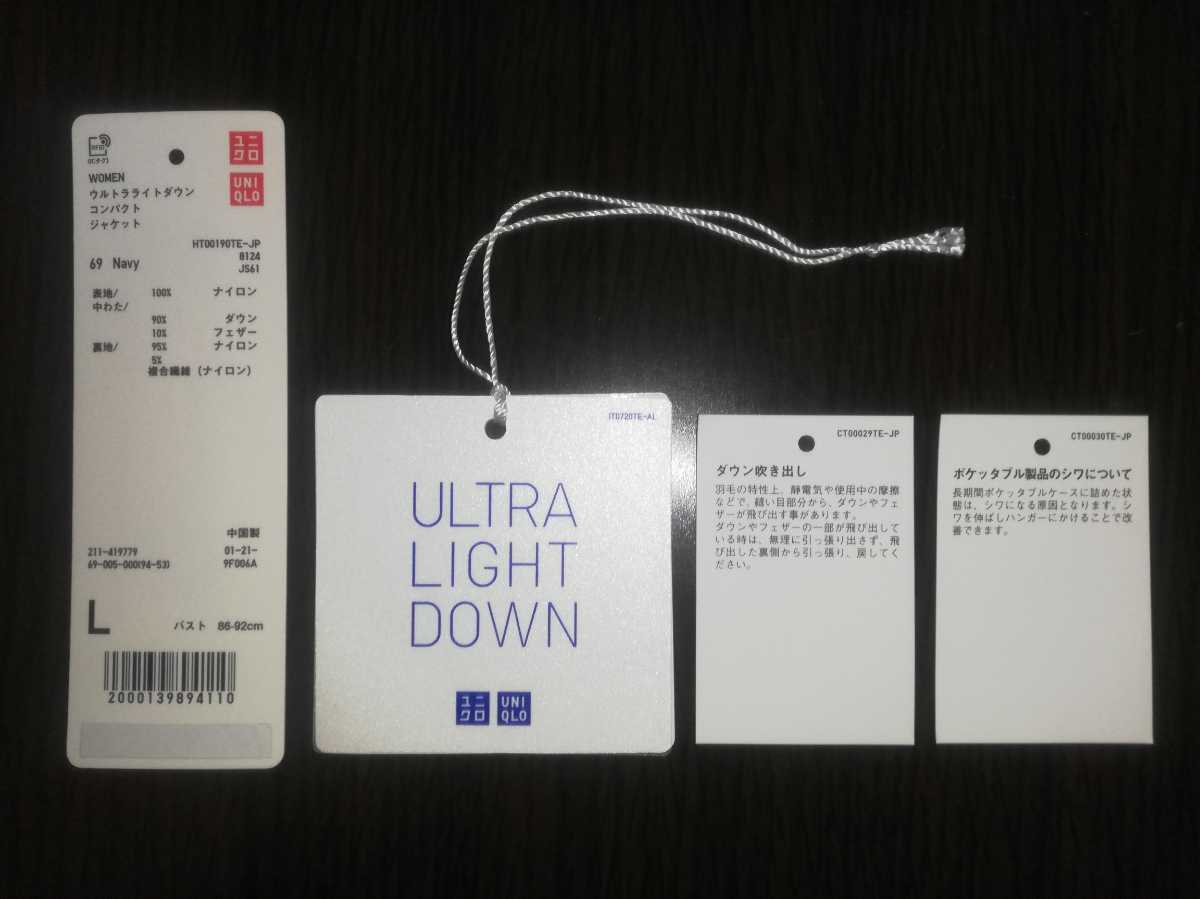 RFID
ユニ
クロ
UNI
QLO
WOMEN
ウルトラライトダウン
コンパクト
ジャケット
HT00190TE-JP
69 Navy
8124
JS61
表地/ 100% ナイロン
中わた/
90% ダウン
10% フェザー
裏地/ 95% ナイロン
5%
複合繊維 (ナイロン)
中国製
211-419779 01-21-
69-005-000(94-53) 9F006A
L バスト 86-92cm
2000139894110
IT0720TE-AL
ULTRA
LIGHT
DOWN
ユニ
クロ
UNI
QLO
CT00029TE-JP
ダウン吹き出し
羽毛の特性上、静電気や使用中の摩擦
などで、縫い目部分から、ダウンやフェ
ザーが飛び出す事があります。
ダウンやフェザーの一部が飛び出して
いる時は、無理に引っ張り出さず、飛
び出した裏側から引っ張り、戻してく
ださい。
CT00030TE-JP
ポケッタブル製品のシワについて
長期間ポケッタブルケースに詰めた状
態は、シワになる原因となります。シ
ワを伸ばしハンガーにかけることで改
善できます。